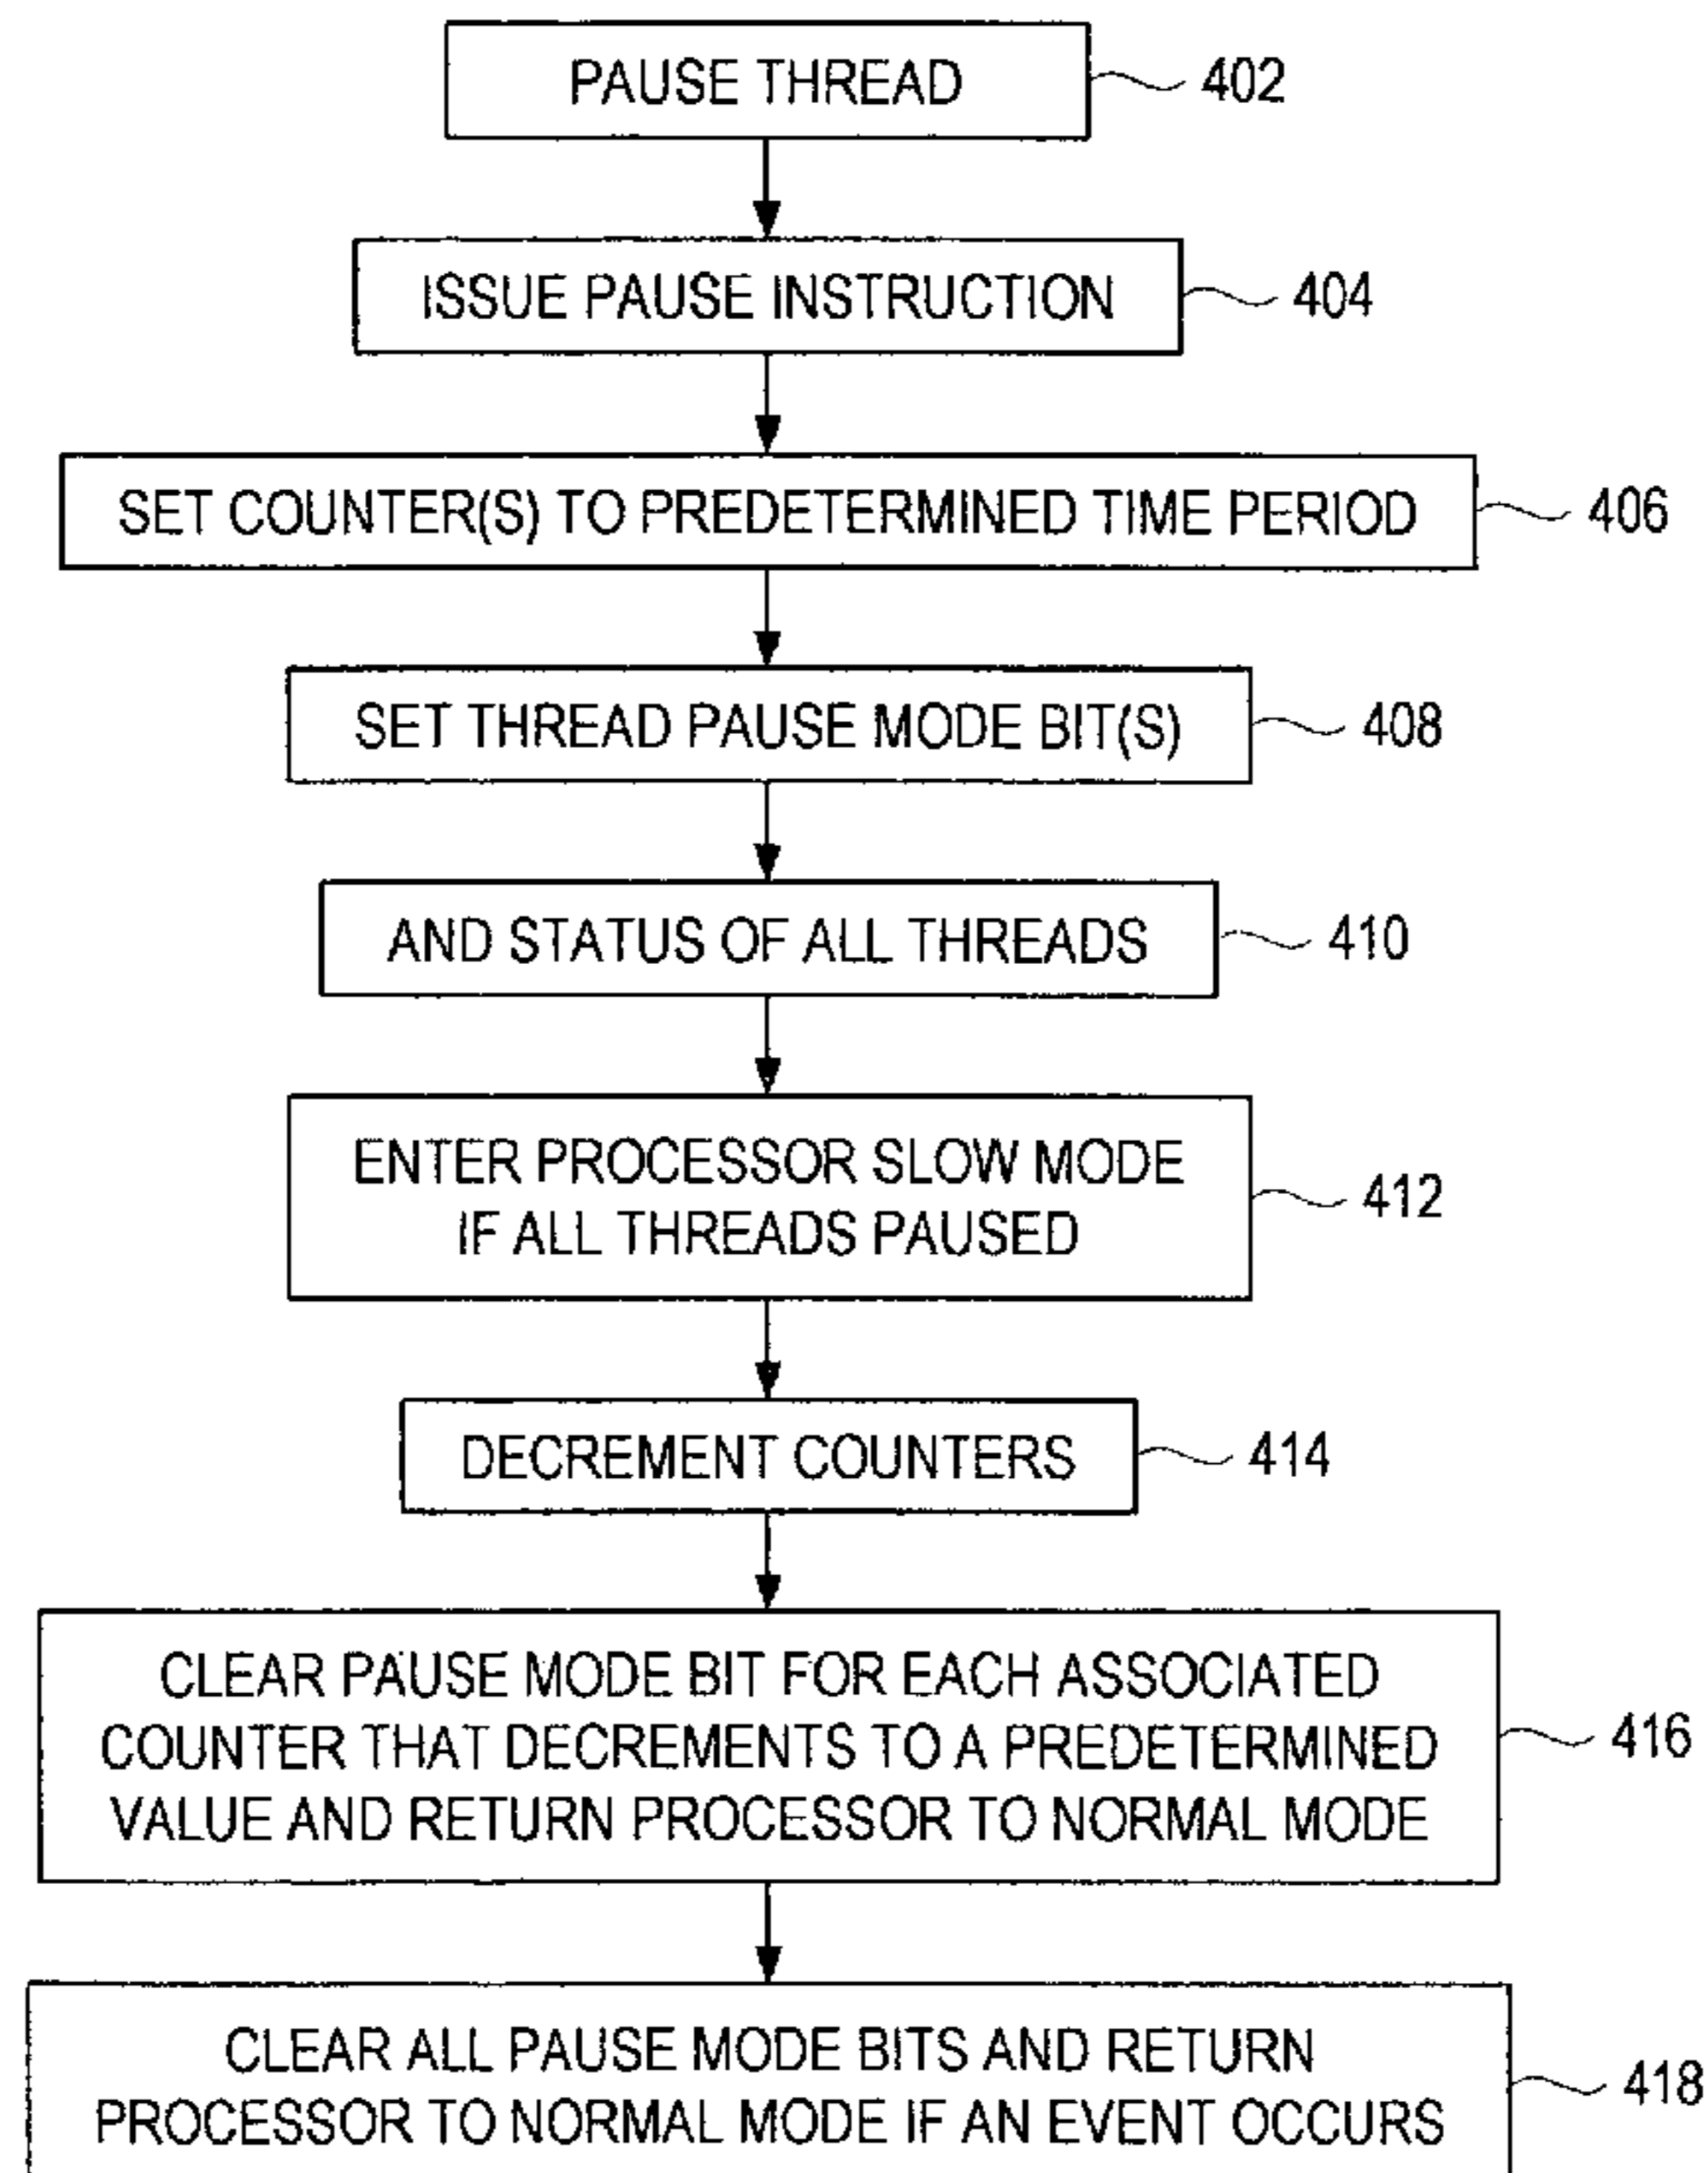 PAUSE THREAD
402
ISSUE PAUSE INSTRUCTION
404
SET COUNTER(S) TO PREDETERMINED TIME PERIOD
406
SET THREAD PAUSE MODE BIT(S)
408
AND STATUS OF ALL THREADS
410
ENTER PROCESSOR SLOW MODE
IF ALL THREADS PAUSED
412
DECREMENT COUNTERS
414
CLEAR PAUSE MODE BIT FOR EACH ASSOCIATED
COUNTER THAT DECREMENTS TO A PREDETERMINED
VALUE AND RETURN PROCESSOR TO NORMAL MODE
416
CLEAR ALL PAUSE MODE BITS AND RETURN
PROCESSOR TO NORMAL MODE IF AN EVENT OCCURS
418